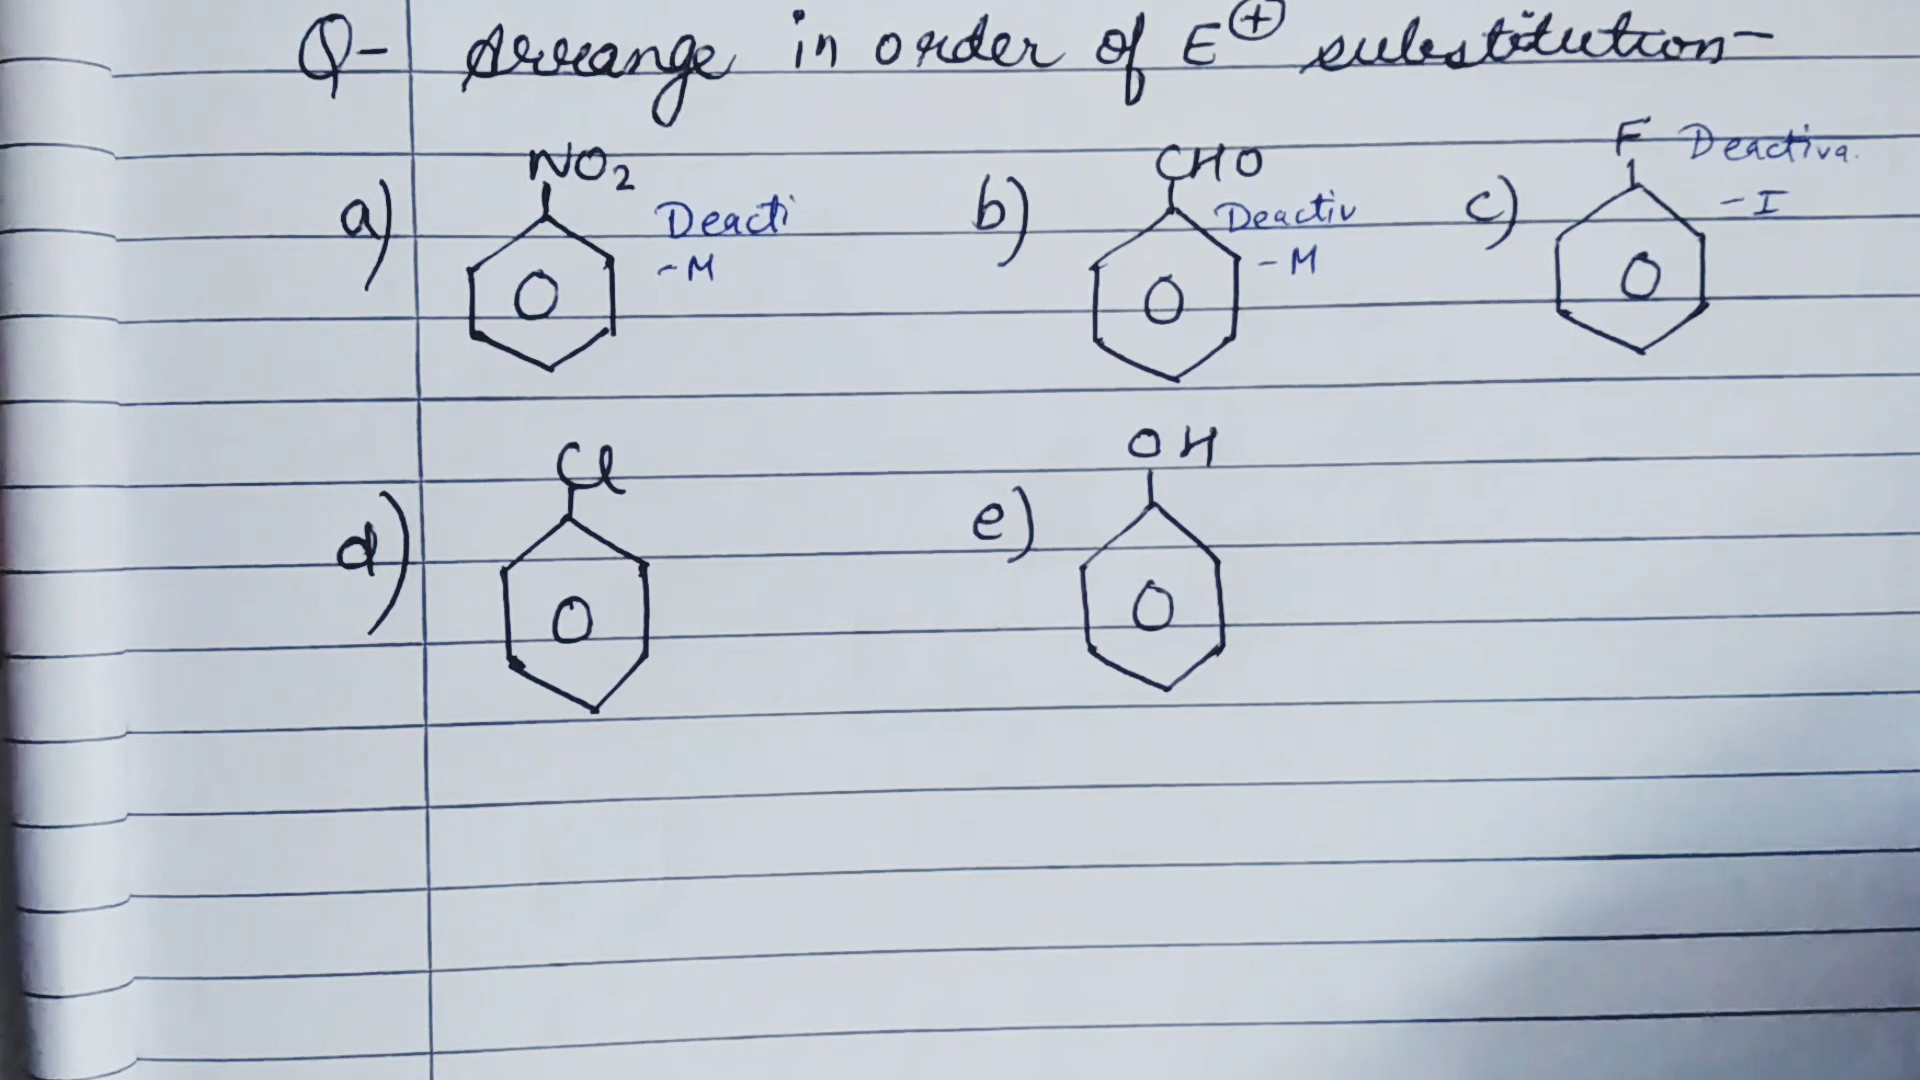 Q- Arrange in order of E⊕ substitution-
a) NO2 Deacti -M
b) CHO Deactiv -M
c) F Deactiva. -I
d) Cl
e) OH